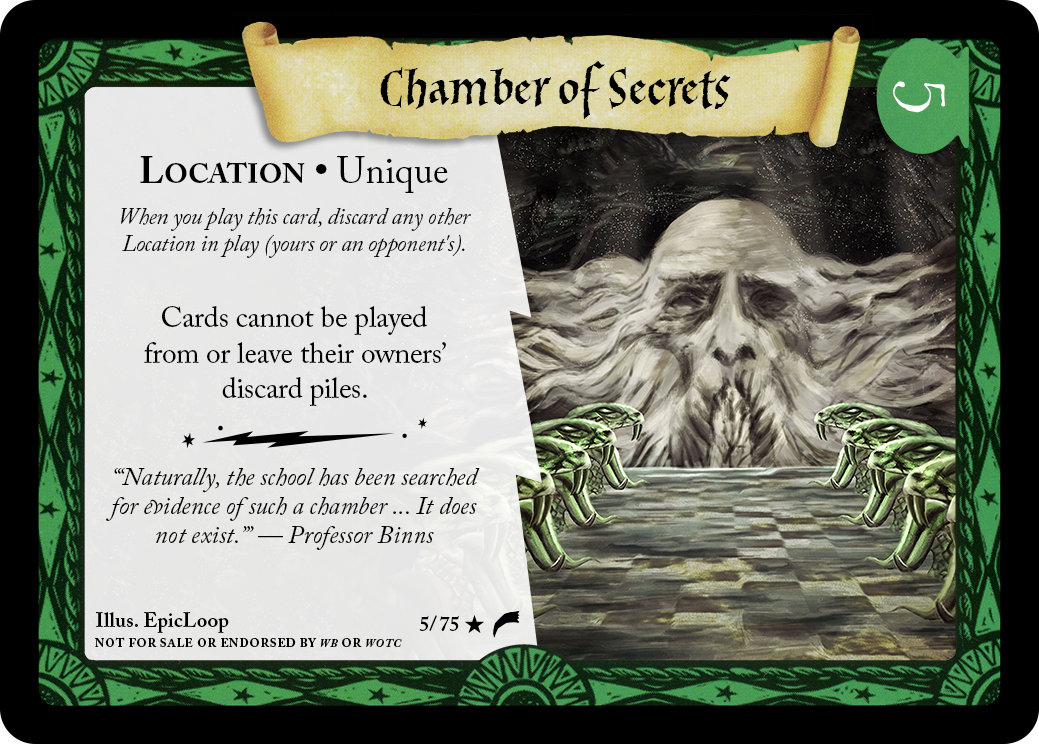 Chamber of Secrets
5
LOCATION • Unique
When you play this card, discard any other
Location in play (yours or an opponent's).
Cards cannot be played
from or leave their owners’
discard piles.
“‘Naturally, the school has been searched
for evidence of such a chamber ... It does
not exist.’” — Professor Binns
Illus. EpicLoop
5/75 ★
NOT FOR SALE OR ENDORSED BY WB OR WOTC